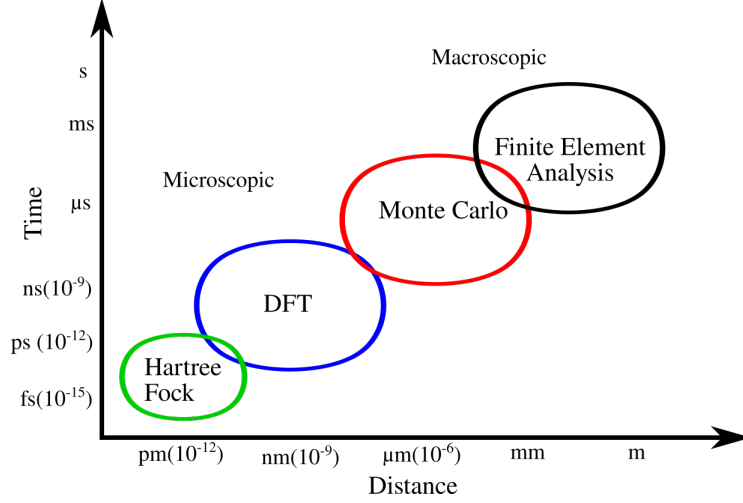 Macroscopic
s
ms
Finite Element
Analysis
Microscopic
µs
Monte Carlo
Time
ns(10-9)
DFT
ps (10-12)
Hartree
Fock
fs(10-15)
pm(10-12)
nm(10-9)
µm(10-6)
mm
m
Distance